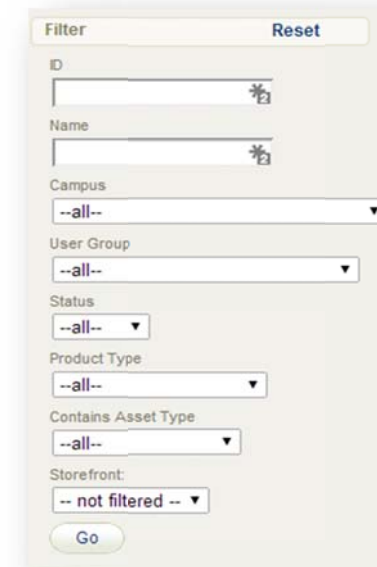 Filter Reset
ID
Name
Campus
--all--
User Group
--all--
Status
--all--
Product Type
--all--
Contains Asset Type
--all--
Storefront:
-- not filtered --
Go